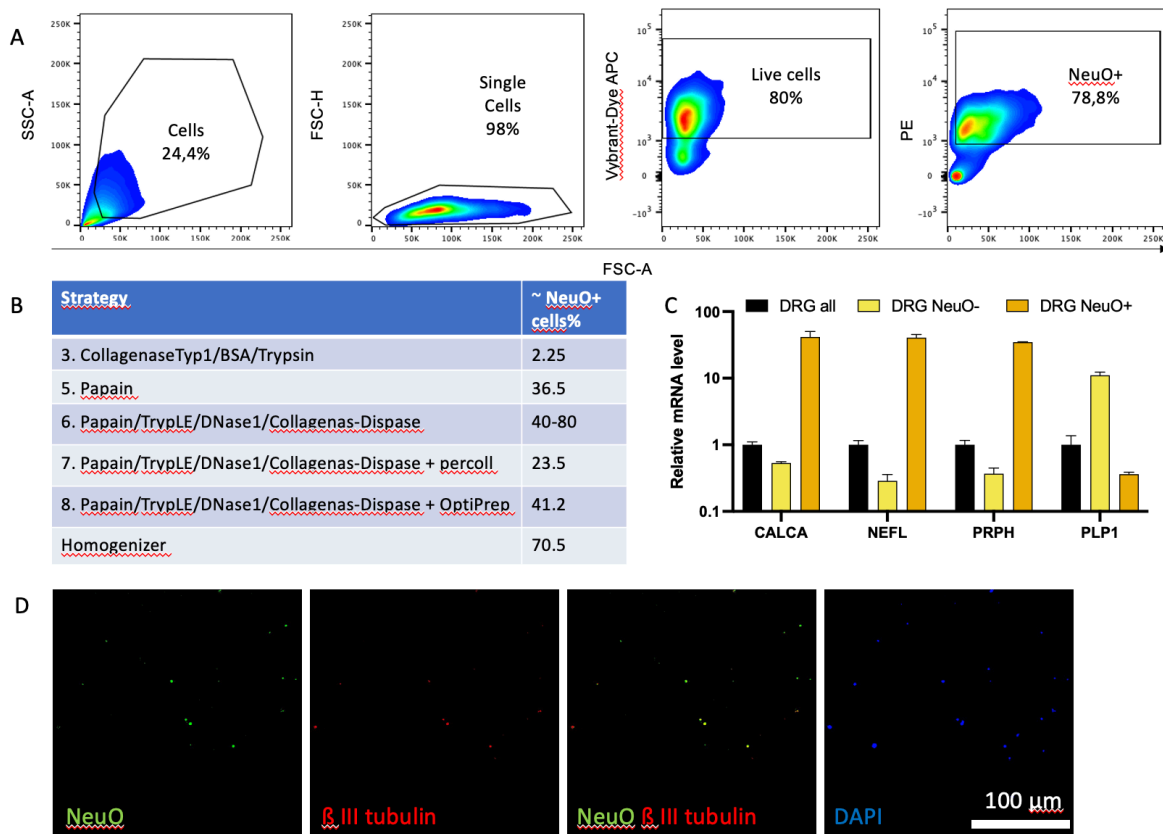 A
SSC-A
250K
200K
150K
100K
50K
0
Cells
24,4%
0 50K 100K 150K 200K 250K
FSC-H
250K
200K
150K
100K
50K
0
Single
Cells
98%
0 50K 100K 150K 200K 250K
Vybrant-Dye APC
10^5
10^4
10^3
0
-10^3
Live cells
80%
0 50K 100K 150K 200K 250K
PE
10^5
10^4
10^3
0
-10^3
NeuO+
78,8%
0 50K 100K 150K 200K 250K
FSC-A
B
Strategy ~ NeuO+ cells%
3. CollagenaseTyp1/BSA/Trypsin 2.25
5. Papain 36.5
6. Papain/TrypLE/DNase1/Collagenas-Dispase 40-80
7. Papain/TrypLE/DNase1/Collagenas-Dispase + percoll 23.5
8. Papain/TrypLE/DNase1/Collagenas-Dispase + OptiPrep 41.2
Homogenizer 70.5
C
DRG all DRG NeuO- DRG NeuO+
Relative mRNA level
100
10
1
0.1
CALCA NEFL PRPH PLP1
D
NeuO
ß III tubulin
NeuO ß III tubulin
DAPI
100 µm